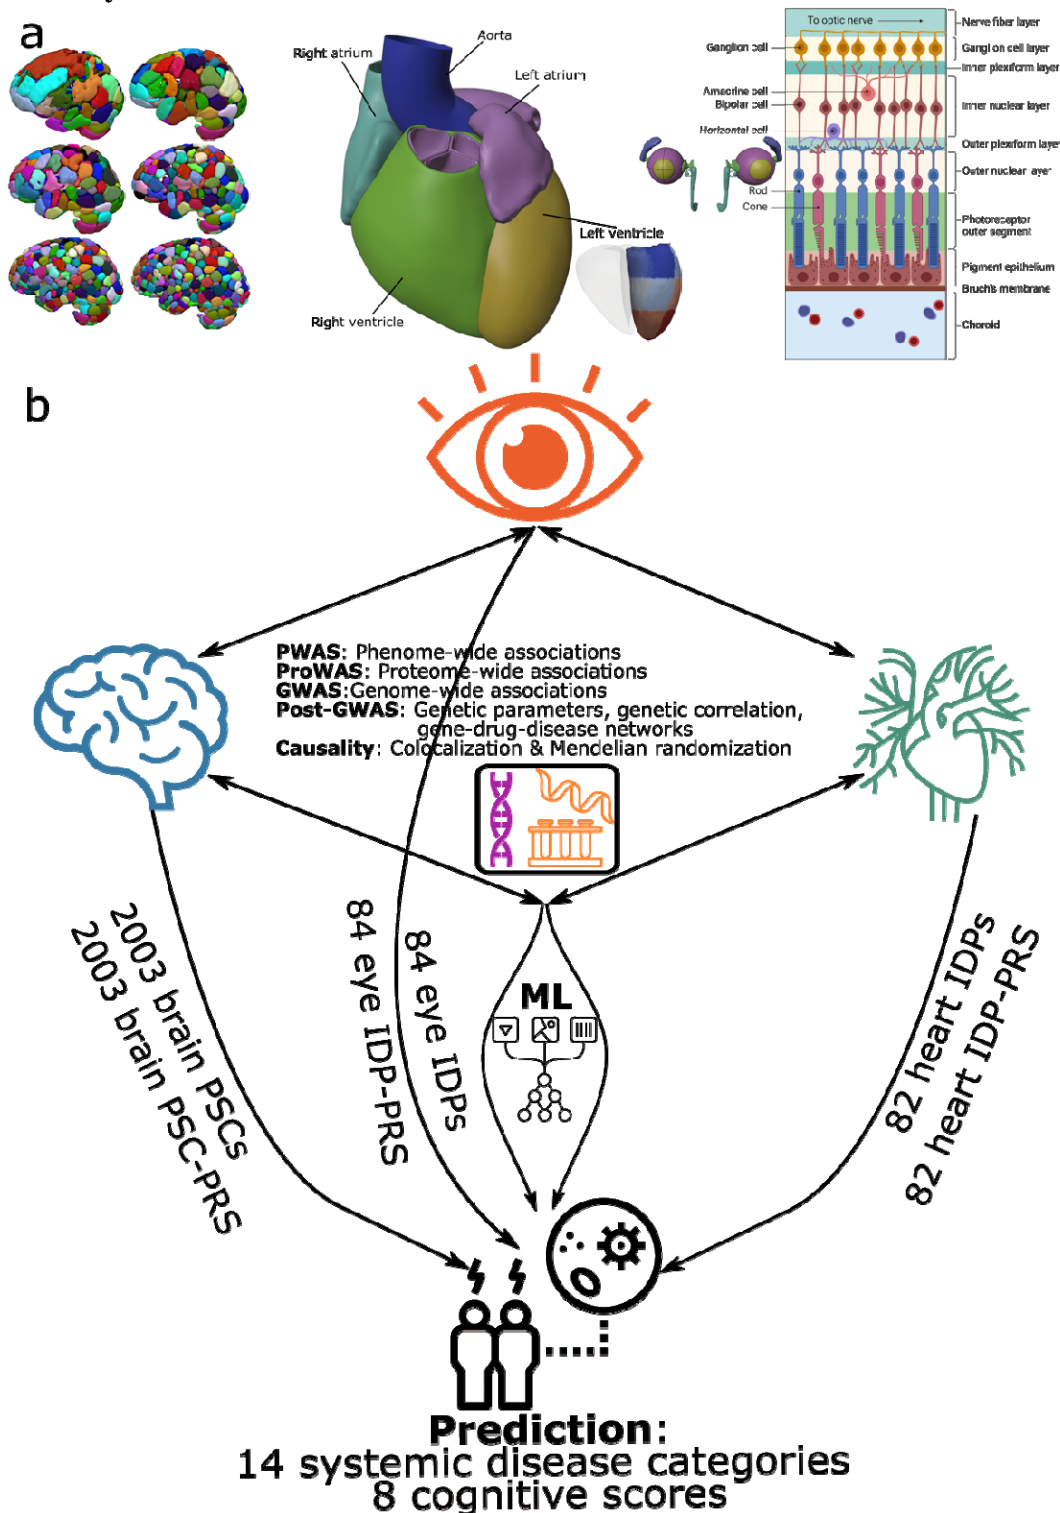 a
Right atrium
Aorta
Left atrium
Left ventricle
Right ventricle
To optic nerve
Ganglion cell
Amacrine cell
Bipolar cell
Horizontal cell
Rod
Cone
Nerve fiber layer
Ganglion cell layer
Inner plexiform layer
Inner nuclear layer
Outer plexiform layer
Outer nuclear layer
Photoreceptor
outer segment
Pigment epithelium
Bruch's membrane
Choroid
b
PWAS: Phenome-wide associations
ProWAS: Proteome-wide associations
GWAS:Genome-wide associations
Post-GWAS: Genetic parameters, genetic correlation,
gene-drug-disease networks
Causality: Colocalization & Mendelian randomization
2003 brain PSCs
2003 brain PSC-PRS
84 eye IDP-PRS
84 eye IDPs
ML
82 heart IDPs
82 heart IDP-PRS
Prediction:
14 systemic disease categories
8 cognitive scores